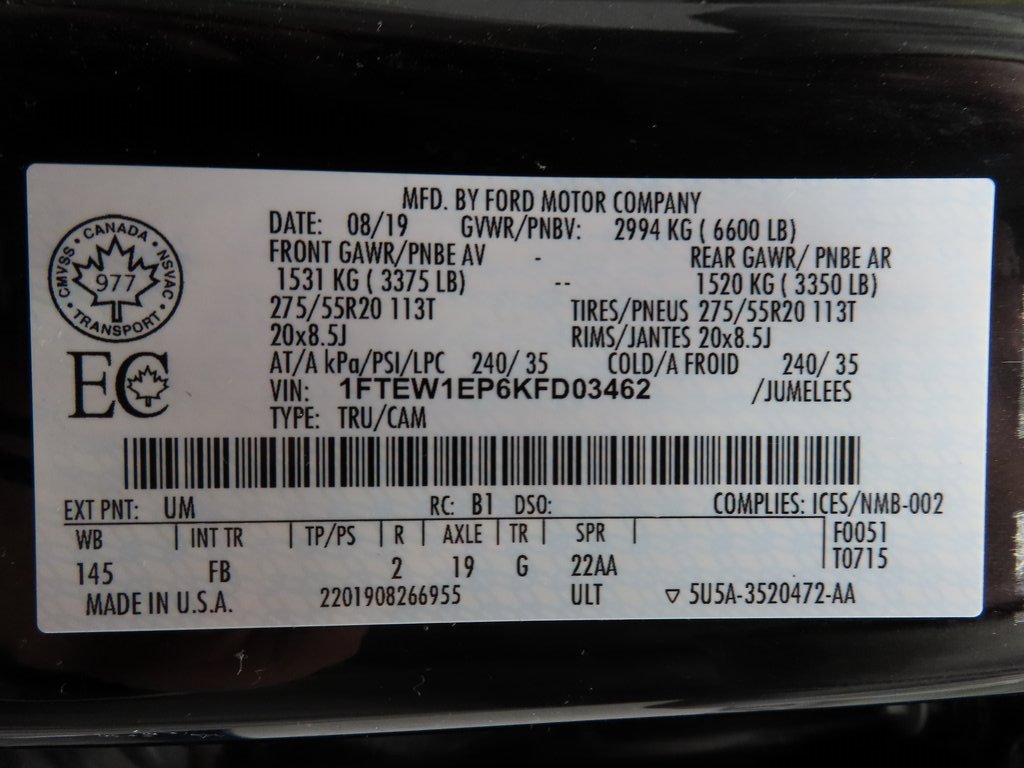 MFD. BY FORD MOTOR COMPANY
DATE: 08/19 GVWR/PNBV: 2994 KG ( 6600 LB)
FRONT GAWR/PNBE AV - REAR GAWR/ PNBE AR
1531 KG ( 3375 LB) -- 1520 KG ( 3350 LB)
275/55R20 113T TIRES/PNEUS 275/55R20 113T
20x8.5J RIMS/JANTES 20x8.5J
AT/A kPa/PSI/LPC 240/ 35 COLD/A FROID 240/ 35
VIN: 1FTEW1EP6KFD03462 /JUMELEES
TYPE: TRU/CAM
CANADA
CMVSS • NSVAC
977
TRANSPORT
EC
EXT PNT: UM RC: B1 DSO: COMPLIES: ICES/NMB-002
WB | INT TR | TP/PS | R | AXLE | TR | SPR | F0051
145 FB 2 19 G 22AA T0715
MADE IN U.S.A. 2201908266955 ULT ▽ 5U5A-3520472-AA